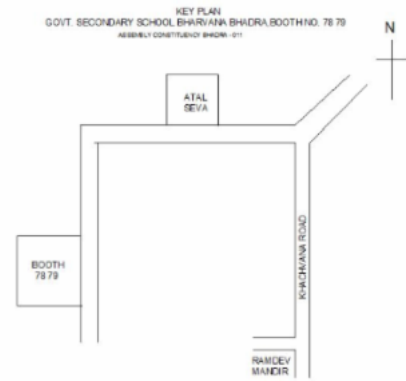 KEY PLAN
GOVT. SECONDARY SCHOOL BHARVANA BHADRA,BOOTH NO. 78 79
ASSEMBLY CONSTITUENCY BHADRA - 011
N
ATAL
SEVA
KHACHVANA ROAD
BOOTH
78 79
RAMDEV
MANDIR